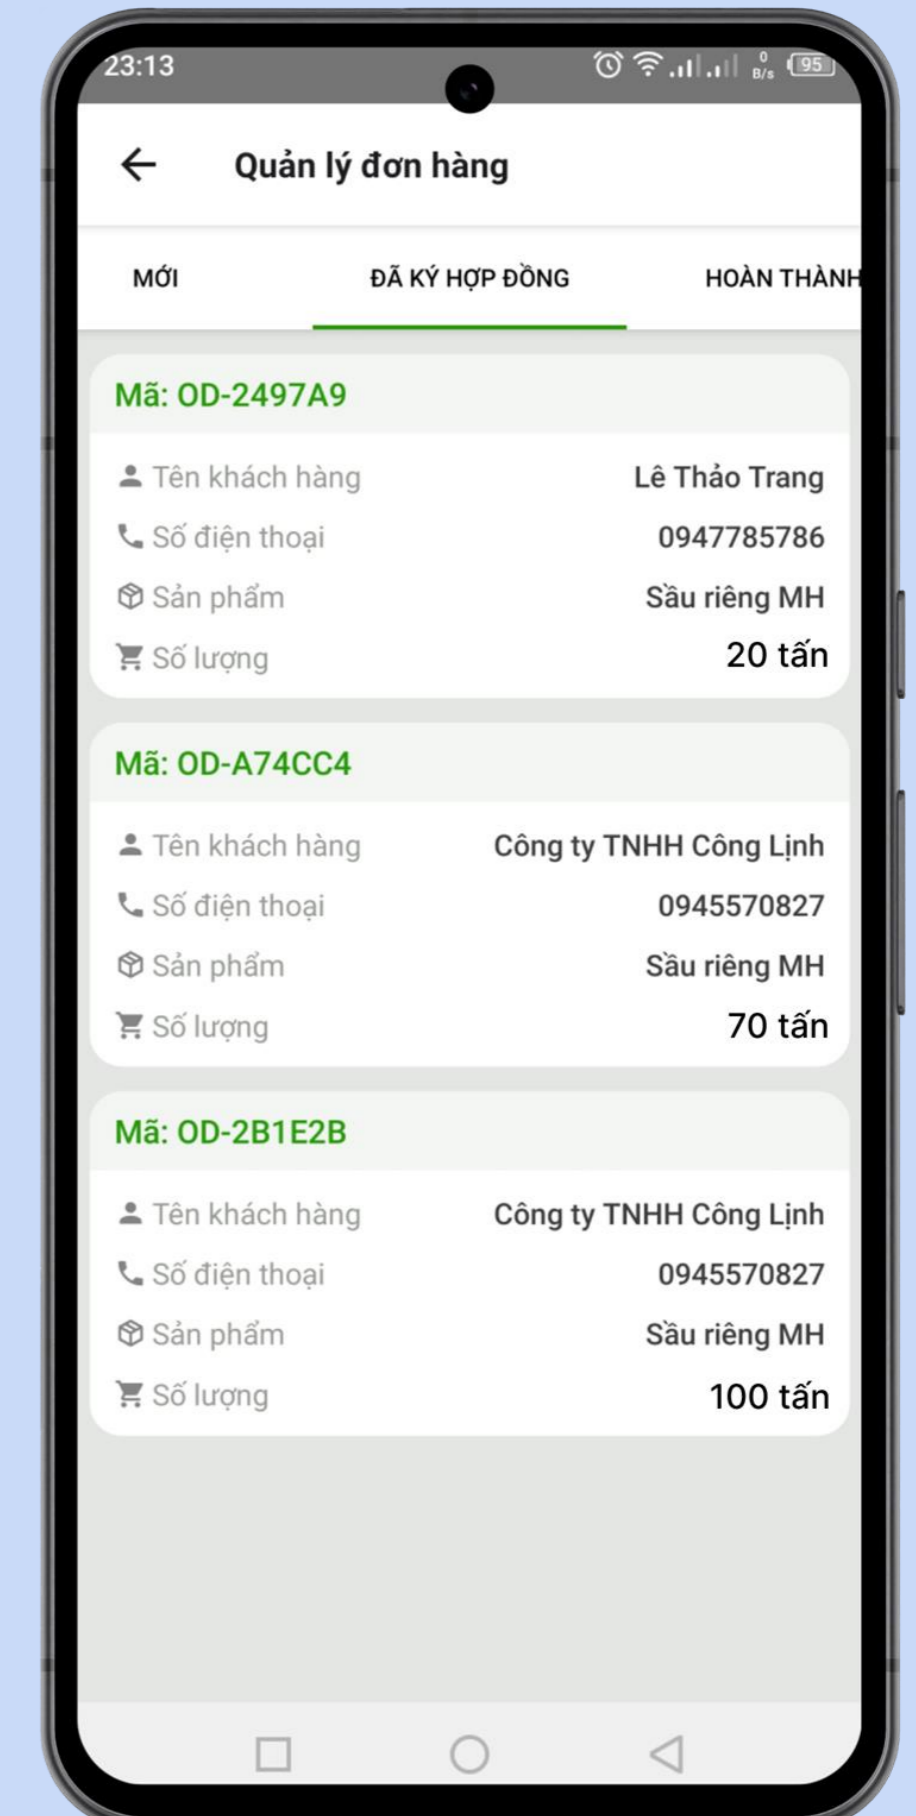 23:13
0 B/s 95
Quản lý đơn hàng
MỚI ĐÃ KÝ HỢP ĐỒNG HOÀN THÀNH
Mã: OD-2497A9
Tên khách hàng Lê Thảo Trang
Số điện thoại 0947785786
Sản phẩm Sầu riêng MH
Số lượng 20 tấn
Mã: OD-A74CC4
Tên khách hàng Công ty TNHH Công Lịnh
Số điện thoại 0945570827
Sản phẩm Sầu riêng MH
Số lượng 70 tấn
Mã: OD-2B1E2B
Tên khách hàng Công ty TNHH Công Lịnh
Số điện thoại 0945570827
Sản phẩm Sầu riêng MH
Số lượng 100 tấn